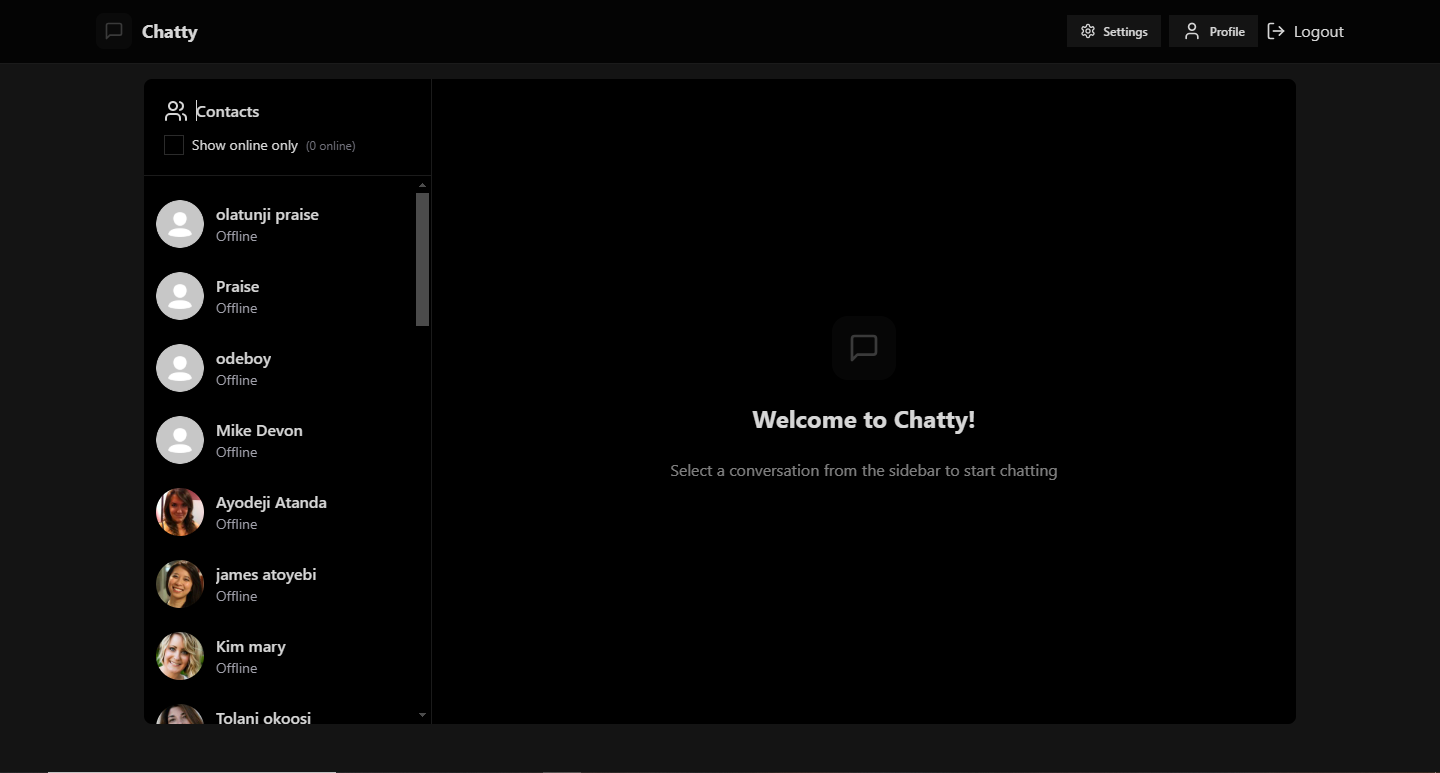 Chatty
Settings
Profile
Logout
Contacts
Show online only (0 online)
olatunji praise
Offline
Praise
Offline
odeboy
Offline
Mike Devon
Offline
Ayodeji Atanda
Offline
james atoyebi
Offline
Kim mary
Offline
Tolani okoosi
Welcome to Chatty!
Select a conversation from the sidebar to start chatting